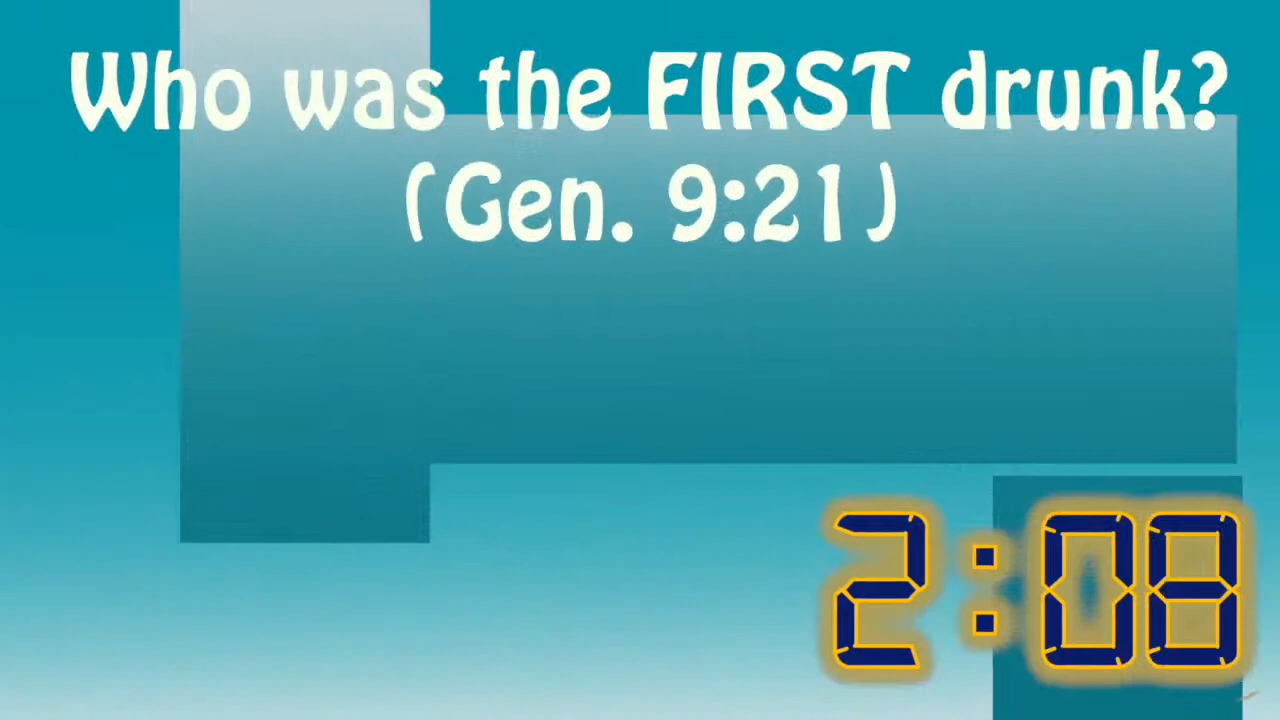 Who was the FIRST drunk?
(Gen. 9:21)
2:08